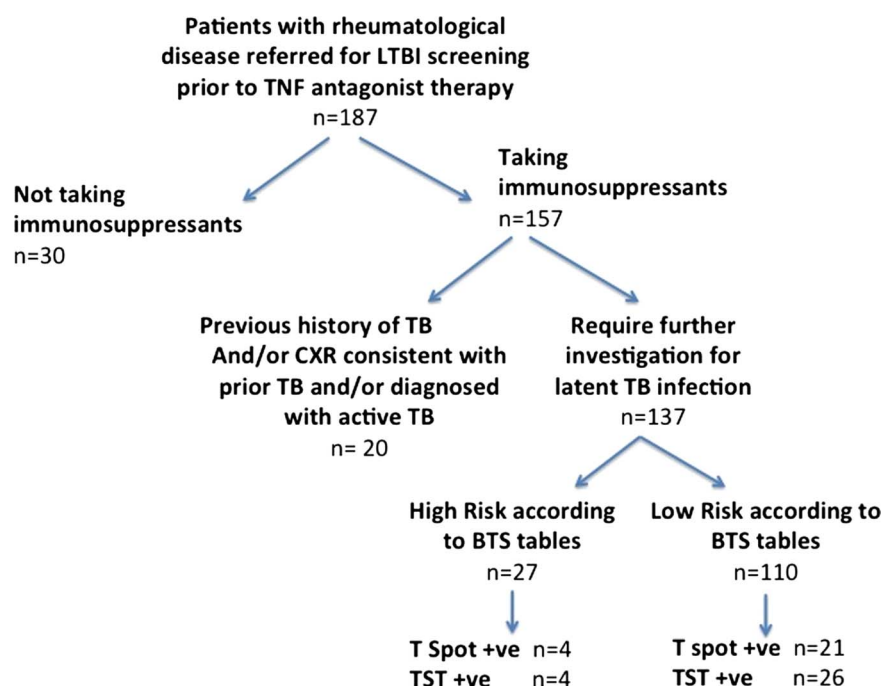 Patients with rheumatological
disease referred for LTBI screening
prior to TNF antagonist therapy
n=187
Not taking
immunosuppressants
n=30
Taking
immunosuppressants
n=157
Previous history of TB
And/or CXR consistent with
prior TB and/or diagnosed
with active TB
n= 20
Require further
investigation for
latent TB infection
n=137
High Risk according
to BTS tables
n=27
Low Risk according to
BTS tables
n=110
T Spot +ve n=4
TST +ve n=4
T spot +ve n=21
TST +ve n=26